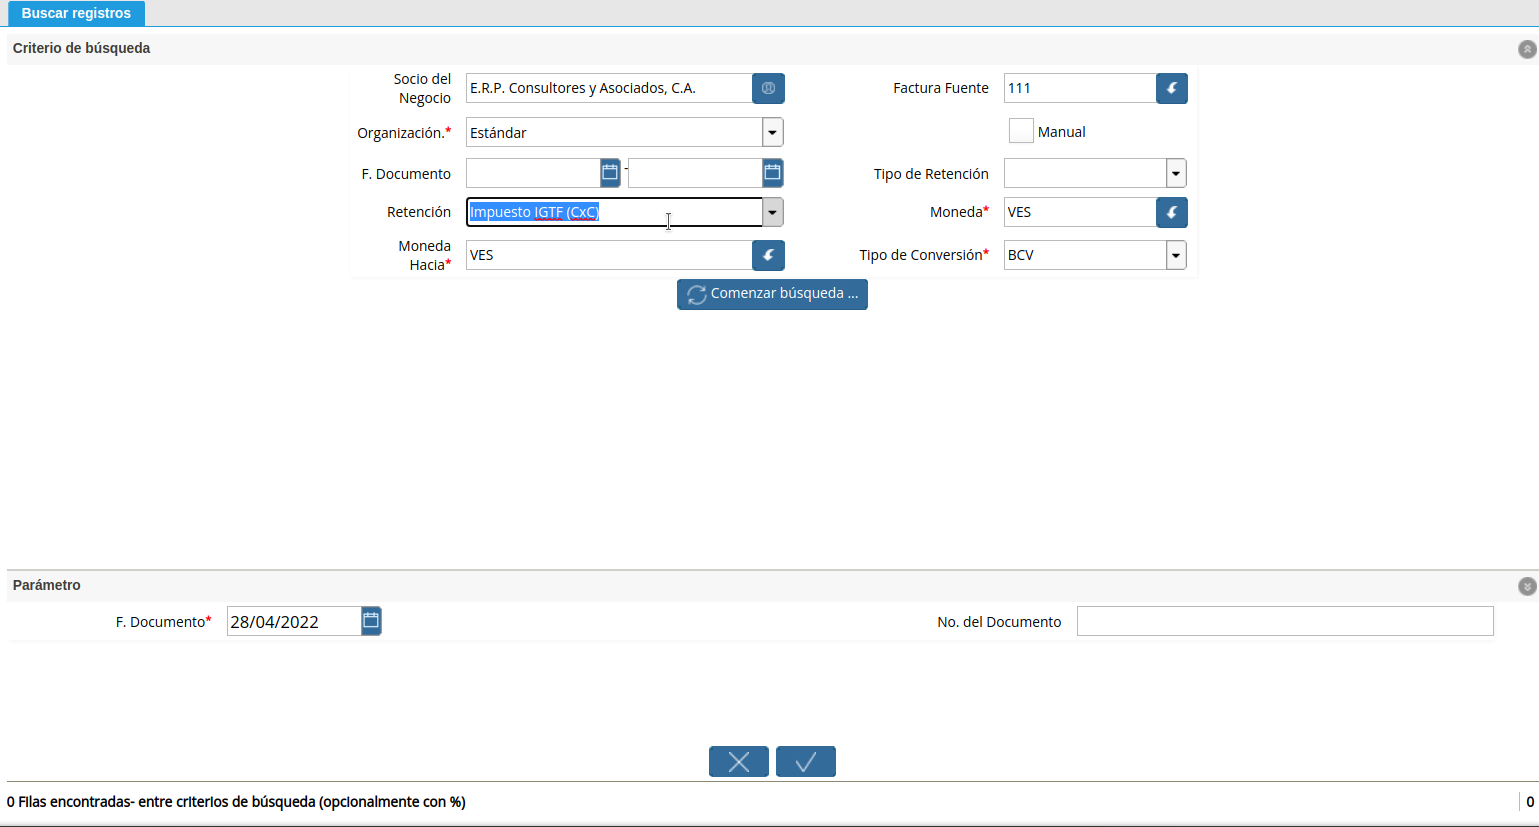 Buscar registros
Criterio de búsqueda
Socio del Negocio E.R.P. Consultores y Asociados, C.A. Factura Fuente 111
Organización.* Estándar Manual
F. Documento - Tipo de Retención
Retención Impuesto IGTF (CxC) Moneda* VES
Moneda Hacia* VES Tipo de Conversión* BCV
Comenzar búsqueda ...
Parámetro
F. Documento* 28/04/2022 No. del Documento
0 Filas encontradas- entre criterios de búsqueda (opcionalmente con %) 0